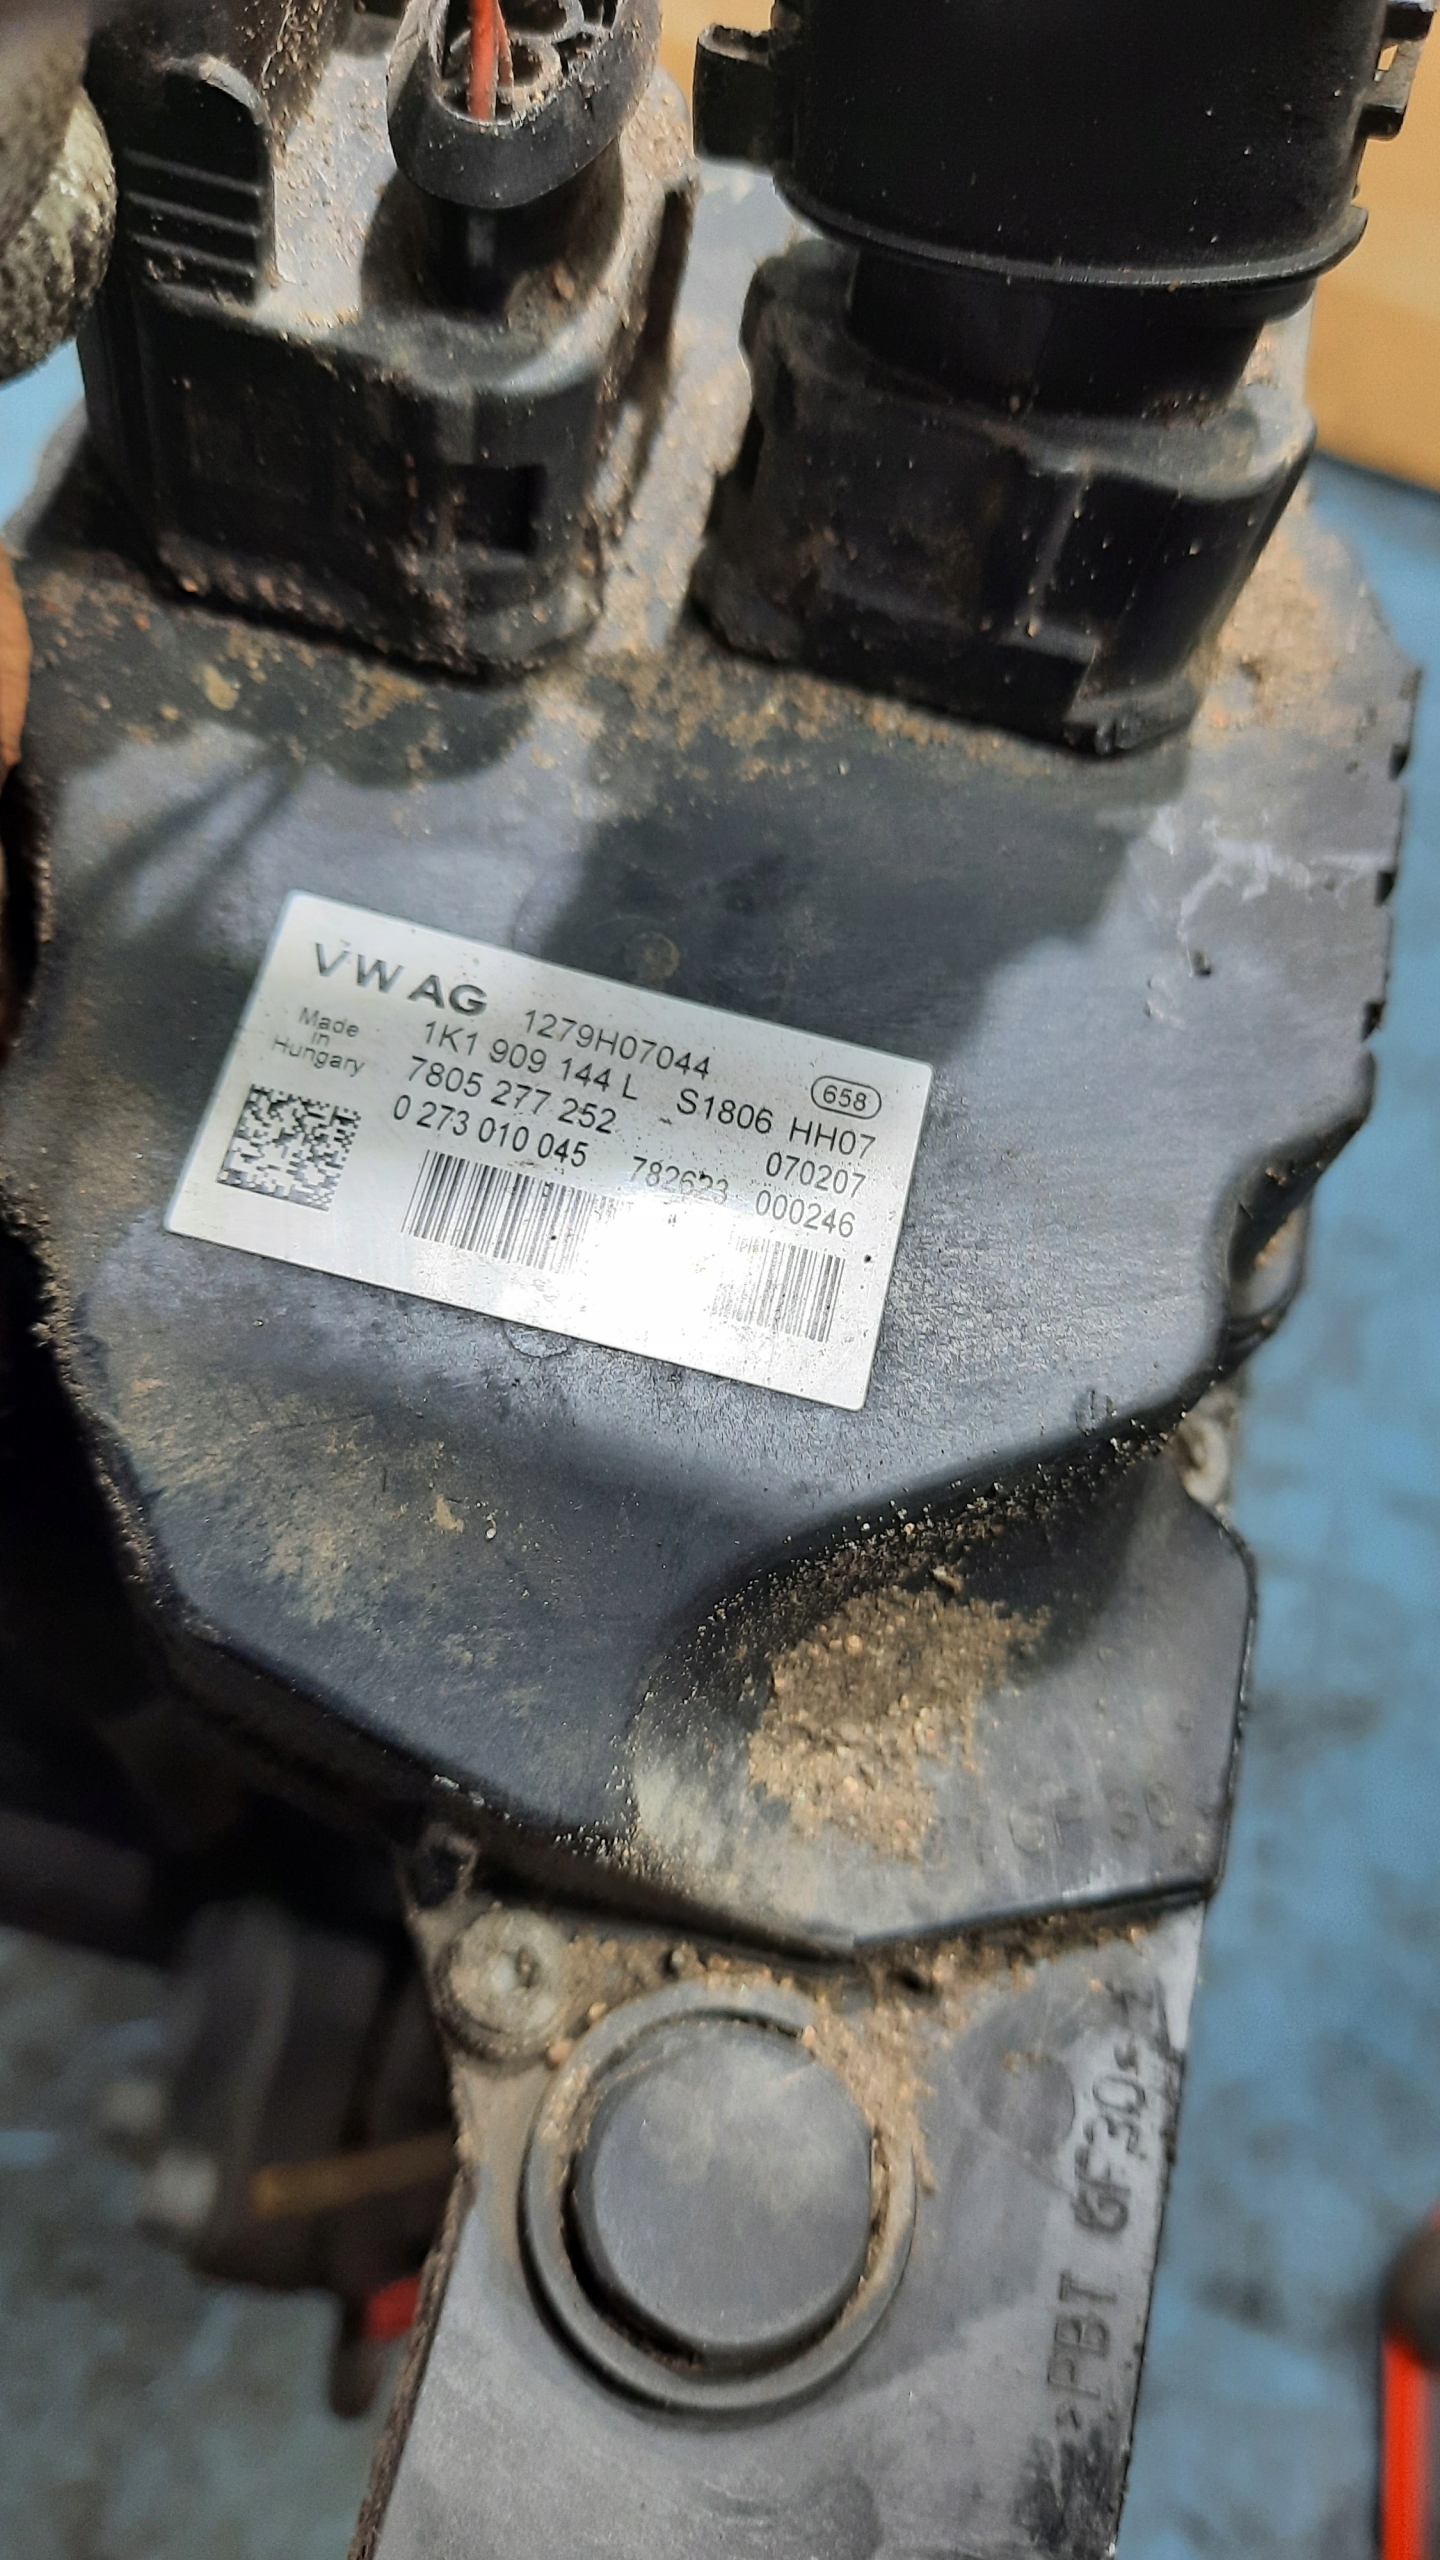 VW AG 1279H07044 658
Made in Hungary
1K1 909 144 L S1806 HH07
7805 277 252 070207
0 273 010 045 782623 000246
>PBT GF30<